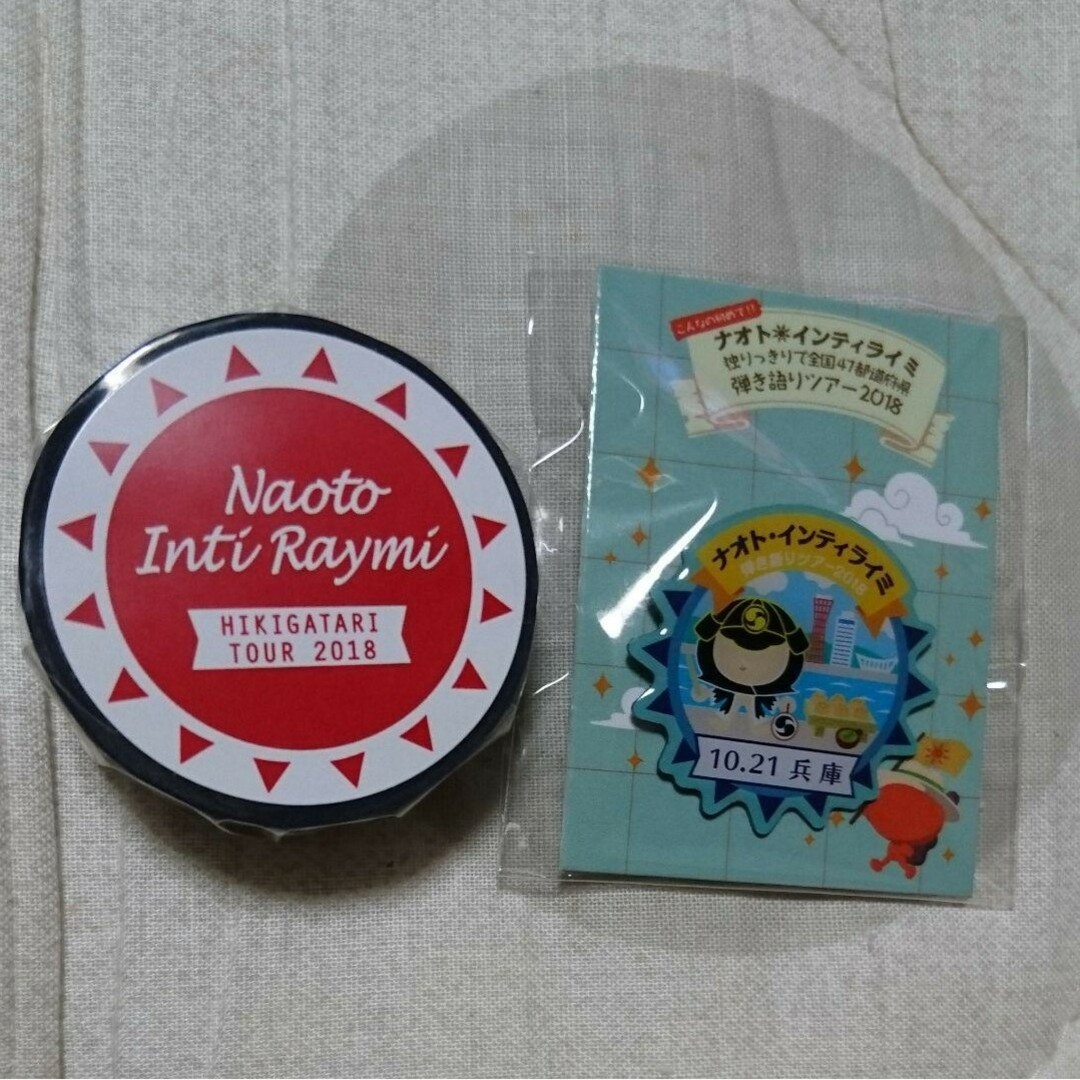 Naoto
Inti Raymi
HIKIGATARI
TOUR 2018
こんなの初めて!!
ナオト☀インティライミ
独りっきりで全国47都道府県
弾き語りツアー2018
ナオト・インティライミ
弾き語りツアー2018
10.21 兵庫